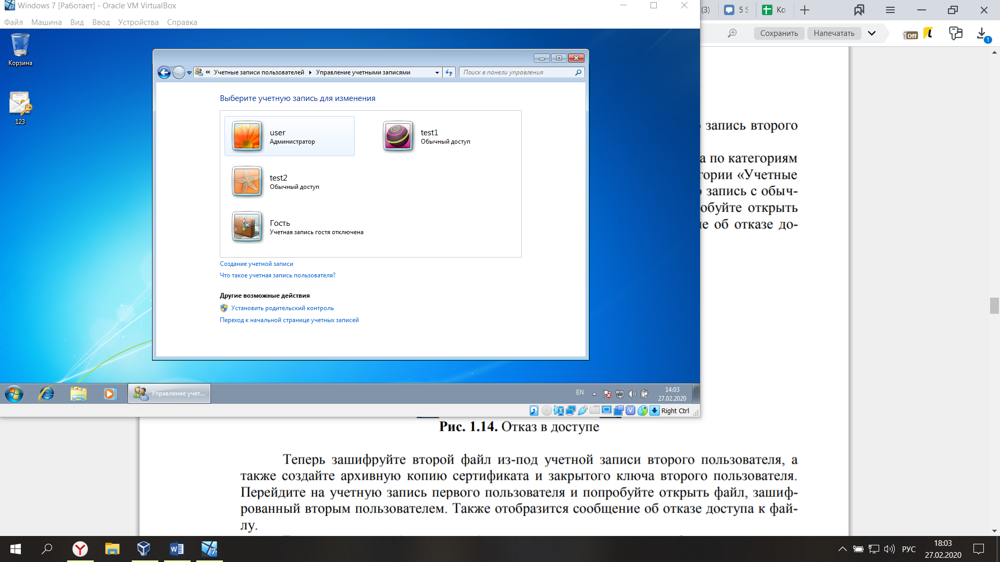 Windows 7 [Работает] - Oracle VM VirtualBox
Файл Машина Вид Ввод Устройства Справка
(3)
5 S
Ко
Сохранить
Напечатать
Off
1
Корзина
123
« Учетные записи пользователей Управление учетными записями
Поиск в панели управления
Выберите учетную запись для изменения
user
Администратор
test1
Обычный доступ
test2
Обычный доступ
Гость
Учетная запись гостя отключена
Создание учетной записи
Что такое учетная запись пользователя?
Другие возможные действия
Установить родительский контроль
Переход к начальной странице учетных записей
запись второго
а по категориям
гории «Учетные
запись с обыч-
обуйте открыть
об отказе до-
Управление учет...
EN
14:03
27.02.2020
Right Ctrl
Рис. 1.14. Отказ в доступе
Теперь зашифруйте второй файл из-под учетной записи второго пользователя, а
также создайте архивную копию сертификата и закрытого ключа второго пользователя.
Перейдите на учетную запись первого пользователя и попробуйте открыть файл, зашиф-
рованный вторым пользователем. Также отобразится сообщение об отказе доступа к фай-
лу.
РУС
18:03
27.02.2020